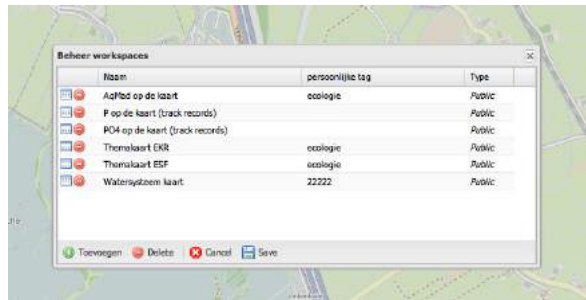 Beheer workspaces
Naam persoonlijke tag Type
AqMad op de kaart ecologie Public
P op de kaart (track records) Public
PO4 op de kaart (track records) Public
Themakaart EKR ecologie Public
Themakaart ESF ecologie Public
Watersysteem kaart 22222 Public
Toevoegen Delete Cancel Save